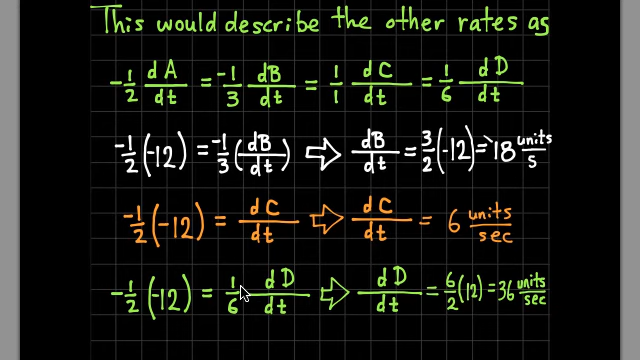 This would describe the other rates as
-1/2 dA/dt = -1/3 dB/dt = 1/1 dC/dt = 1/6 dD/dt
-1/2 (-12) = -1/3 (dB/dt) ⇨ dB/dt = 3/2 (-12) = -18 units/s
-1/2 (-12) = dC/dt ⇨ dC/dt = 6 units/sec
-1/2 (-12) = 1/6 dD/dt ⇨ dD/dt = 6/2 (12) = 36 units/sec